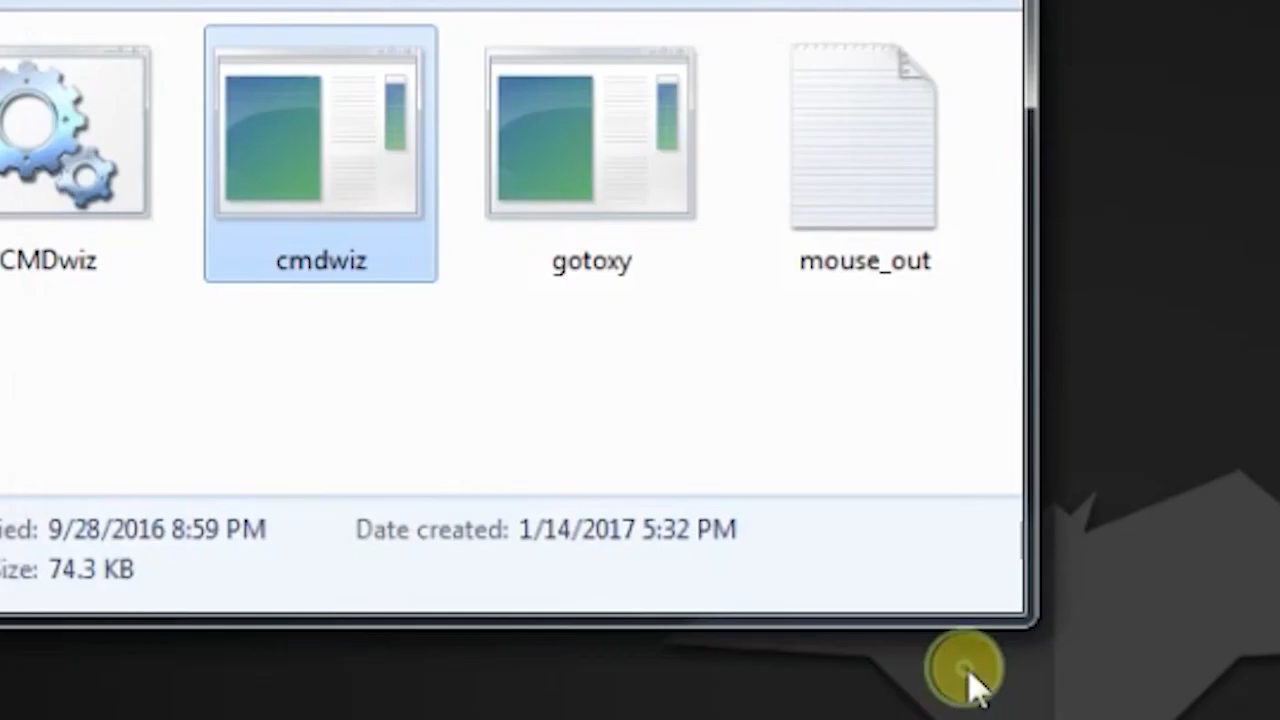 CMDwiz
cmdwiz
gotoxy
mouse_out
ied: 9/28/2016 8:59 PM
Date created: 1/14/2017 5:32 PM
ize: 74.3 KB